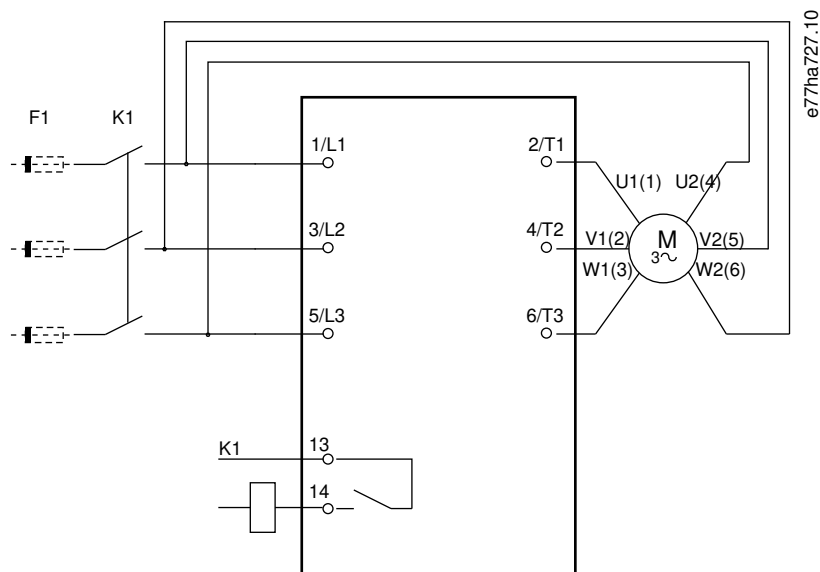 e77ha727.10
F1
K1
1/L1
2/T1
U1(1)
U2(4)
3/L2
4/T2
V1(2)
M
V2(5)
3~
W1(3)
W2(6)
5/L3
6/T3
K1
13
14